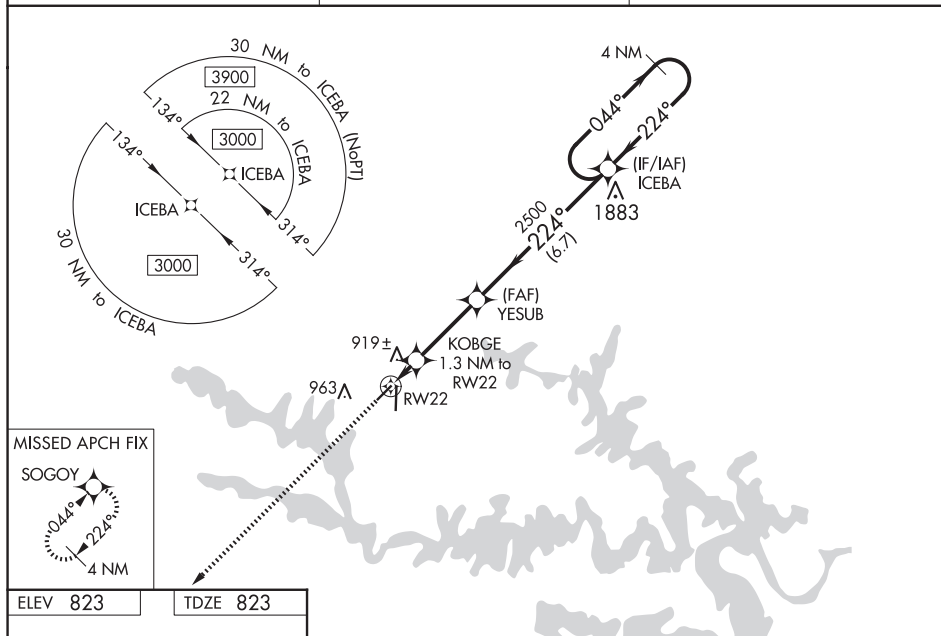 30 NM to ICEBA (NoPT)
3900
22 NM to ICEBA
3000
134°
ICEBA
314°
134°
ICEBA
314°
3000
30 NM to ICEBA
4 NM
044°
224°
(IF/IAF)
ICEBA
1883
2500
224°
(6.7)
(FAF)
YESUB
919±
KOBGE
1.3 NM to
RW22
963
RW22
MISSED APCH FIX
SOGOY
044°
224°
4 NM
ELEV 823
TDZE 823